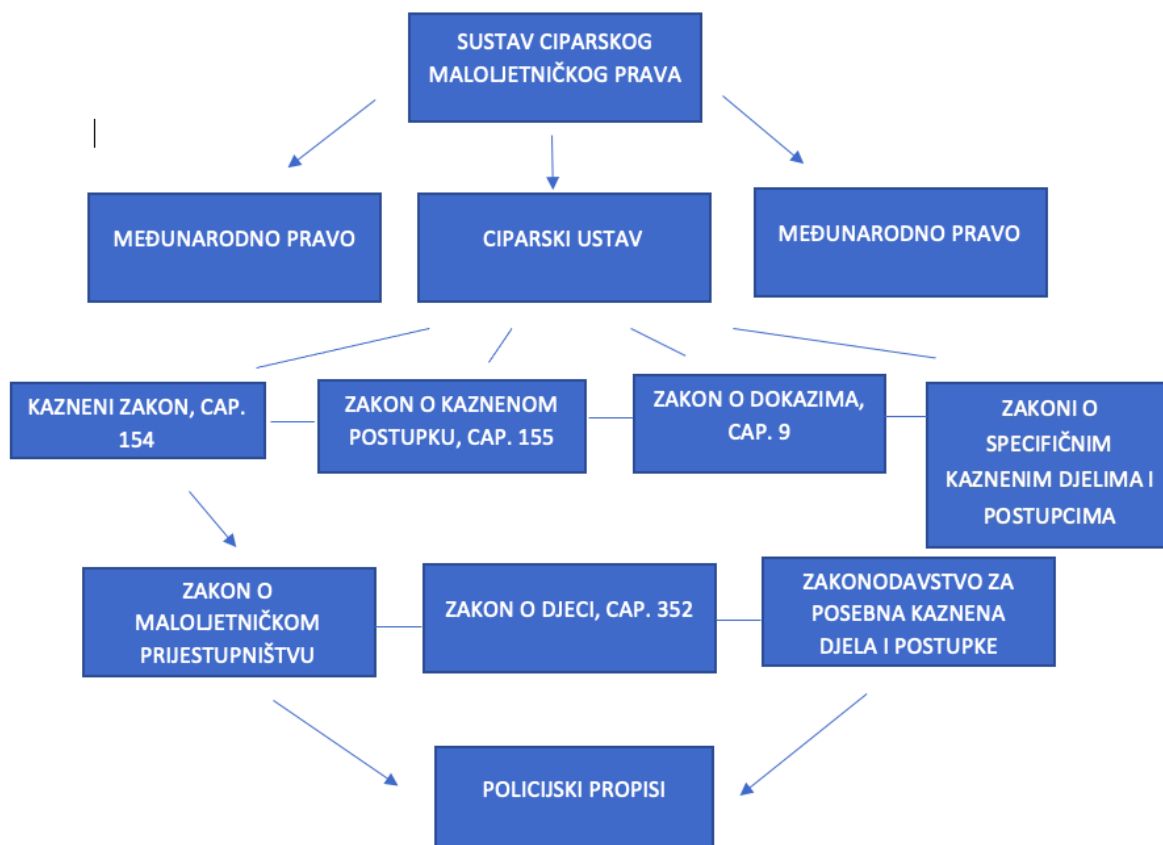 SUSTAV CIPARSKOG
MALOLJETNIČKOG PRAVA
MEĐUNARODNO PRAVO
CIPARSKI USTAV
MEĐUNARODNO PRAVO
KAZNENI ZAKON, CAP.
154
ZAKON O KAZNENOM
POSTUPKU, CAP. 155
ZAKON O DOKAZIMA,
CAP. 9
ZAKONI O
SPECIFIČNIM
KAZNENIM DJELIMA I
POSTUPCIMA
ZAKON O
MALOLJETNIČKOM
PRIJESTUPNIŠTVU
ZAKON O DJECI, CAP. 352
ZAKONODAVSTVO ZA
POSEBNA KAZNENA
DJELA I POSTUPKE
POLICIJSKI PROPISI